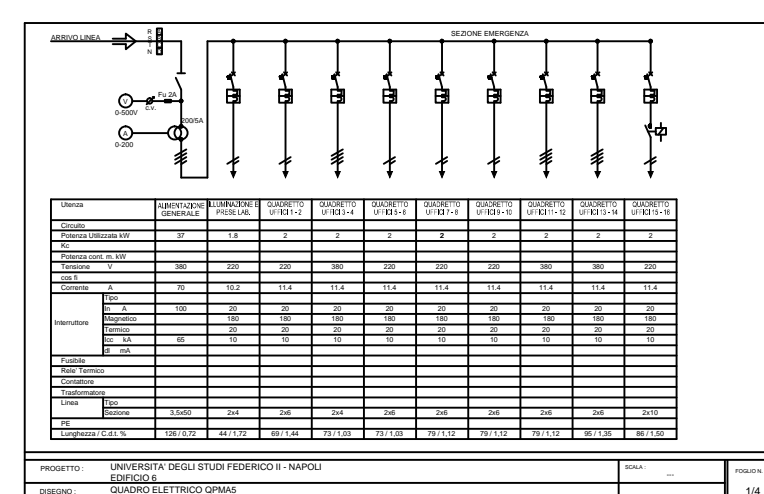 ARRIVO LINEA
R
S
T
N
SEZIONE EMERGENZA
Fu 2A
V
c.v.
0-500V
200/5A
A
0-200
Utenza ALIMENTAZIONE GENERALE ILLUMINAZIONE E PRESE LAB. QUADRETTO UFFICI 1 - 2 QUADRETTO UFFICI 3 - 4 QUADRETTO UFFICI 5 - 6 QUADRETTO UFFICI 7 - 8 QUADRETTO UFFICI 9 - 10 QUADRETTO UFFICI 11 - 12 QUADRETTO UFFICI 13 - 14 QUADRETTO UFFICI 15 - 16
Circuito
Potenza Utilizzata kW 37 1.8 2 2 2 2 2 2 2 2
Kc
Potenza cont. m. kW
Tensione V 380 220 220 380 220 220 220 380 380 220
cos fi
Corrente A 70 10.2 11.4 11.4 11.4 11.4 11.4 11.4 11.4 11.4
Interruttore
Tipo
In A 100 20 20 20 20 20 20 20 20 20
Magnetico 180 180 180 180 180 180 180 180 180
Termico 20 20 20 20 20 20 20 20 20
Icc kA 65 10 10 10 10 10 10 10 10 10
dI mA
Fusibile
Rele' Termico
Contattore
Trasformatore
Linea Tipo
Sezione 3,5x50 2x4 2x6 2x4 2x6 2x6 2x6 2x6 2x6 2x10
PE
Lunghezza / C.d.t. % 126 / 0,72 44 / 1,72 69 / 1,44 73 / 1,03 73 / 1,03 79 / 1,12 79 / 1,12 79 / 1,12 95 / 1,35 86 / 1,50
PROGETTO : UNIVERSITA' DEGLI STUDI FEDERICO II - NAPOLI
EDIFICIO 6
SCALA :
---
FOGLIO N.
DISEGNO : QUADRO ELETTRICO QPMA5
1/4